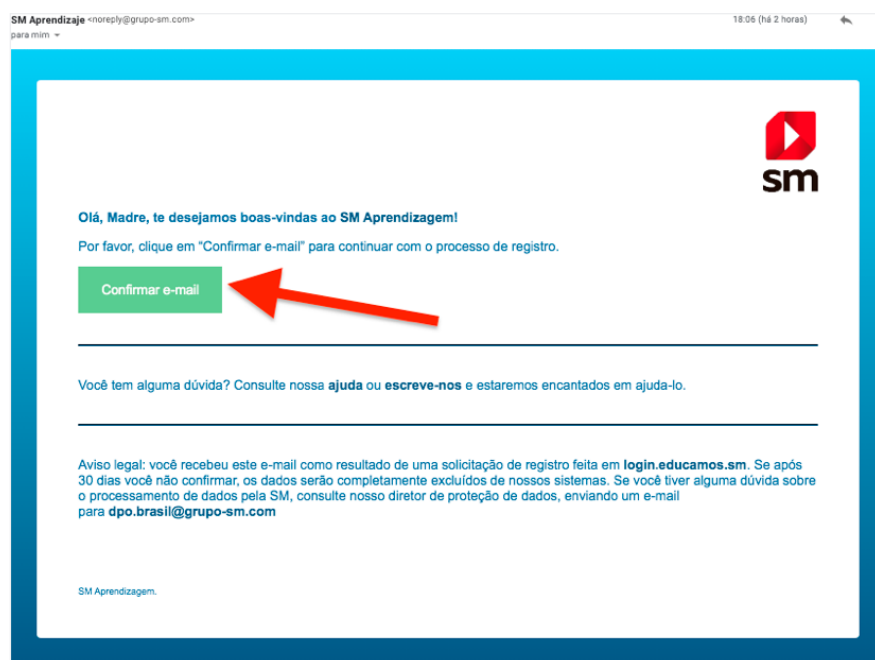 SM Aprendizaje <noreply@grupo-sm.com>
18:06 (há 2 horas)
para mim
sm
Olá, Madre, te desejamos boas-vindas ao SM Aprendizagem!
Por favor, clique em "Confirmar e-mail" para continuar com o processo de registro.
Confirmar e-mail
Você tem alguma dúvida? Consulte nossa ajuda ou escreve-nos e estaremos encantados em ajuda-lo.
Aviso legal: você recebeu este e-mail como resultado de uma solicitação de registro feita em login.educamos.sm. Se após
30 dias você não confirmar, os dados serão completamente excluídos de nossos sistemas. Se você tiver alguma dúvida sobre
o processamento de dados pela SM, consulte nosso diretor de proteção de dados, enviando um e-mail
para dpo.brasil@grupo-sm.com
SM Aprendizagem.